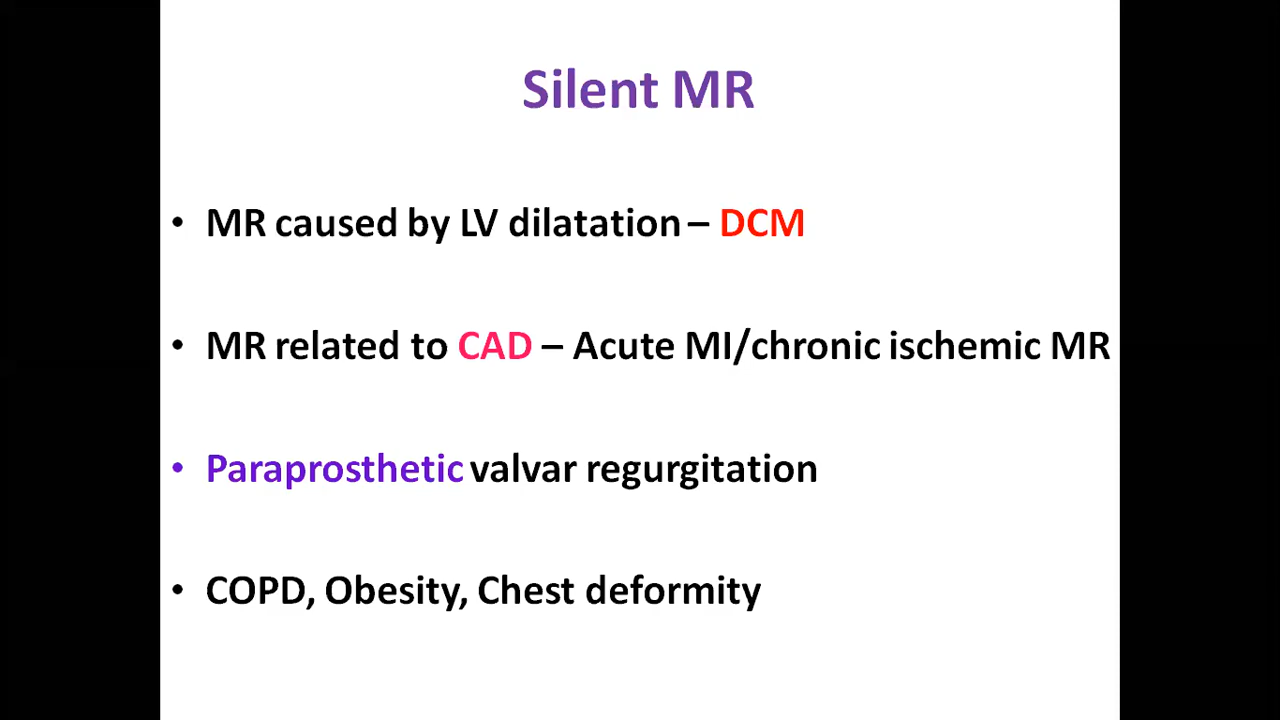 Silent MR
• MR caused by LV dilatation – DCM
• MR related to CAD – Acute MI/chronic ischemic MR
• Paraprosthetic valvar regurgitation
• COPD, Obesity, Chest deformity